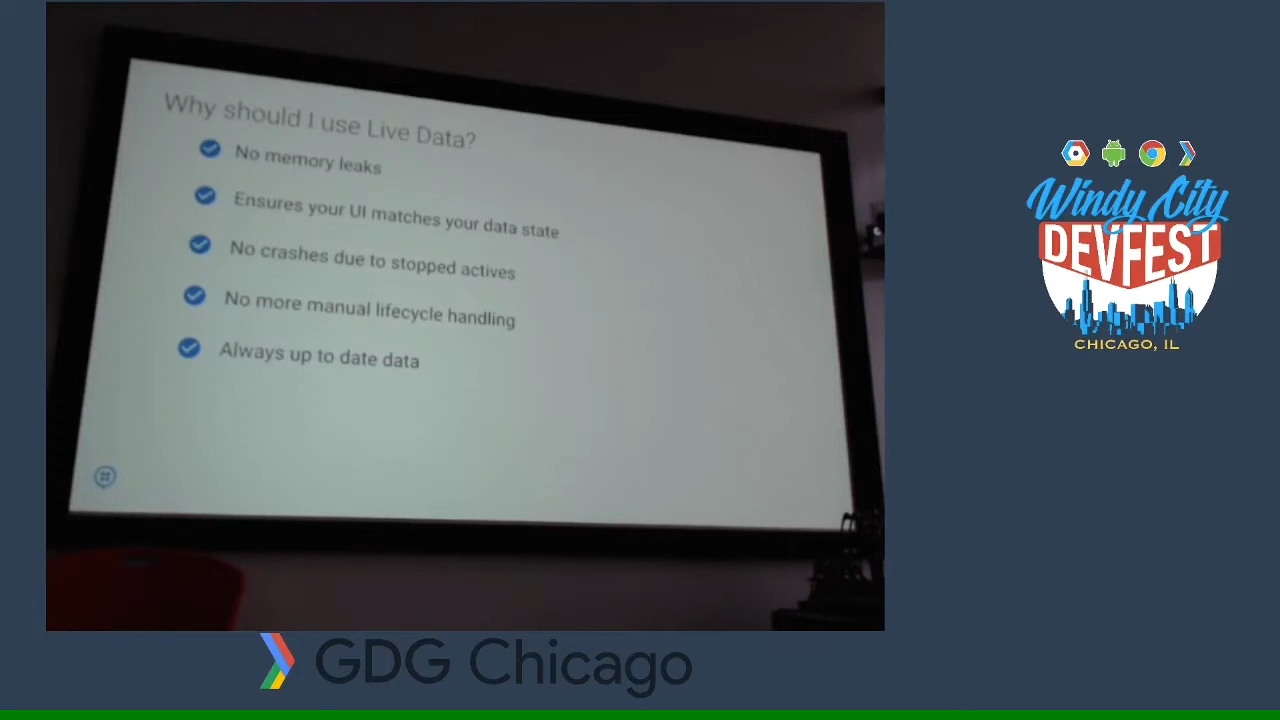 Why should I use Live Data?
No memory leaks
Ensures your UI matches your data state
No crashes due to stopped actives
No more manual lifecycle handling
Always up to date data
Windy City
DEVFEST
CHICAGO, IL
GDG Chicago